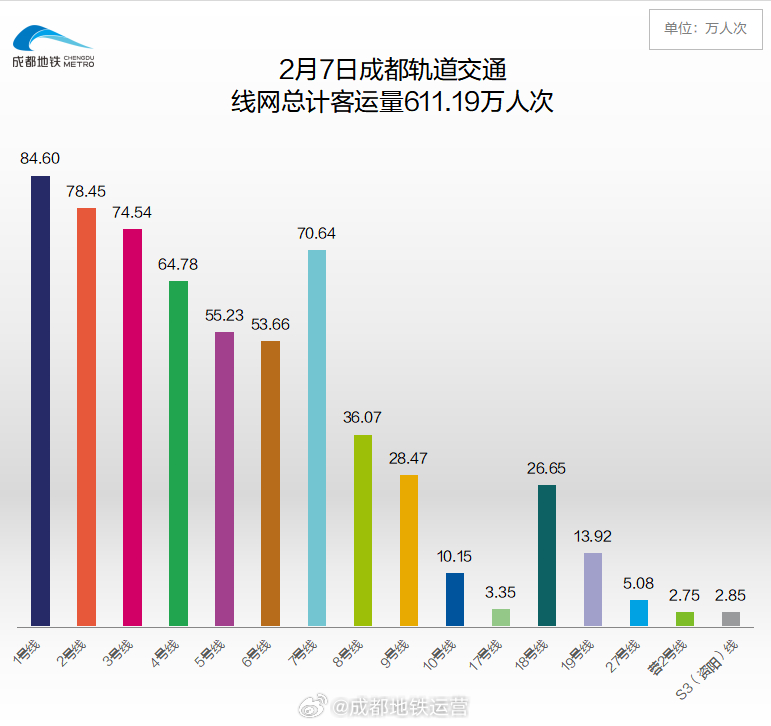 成都地铁 CHENGDU METRO
单位：万人次
2月7日成都轨道交通
线网总计客运量611.19万人次
84.60
78.45
74.54
64.78
55.23
53.66
70.64
36.07
28.47
10.15
3.35
26.65
13.92
5.08
2.75
2.85
1号线
2号线
3号线
4号线
5号线
6号线
7号线
8号线
9号线
10号线
17号线
18号线
19号线
27号线
蓉2号线
S3（资阳）线
@成都地铁运营